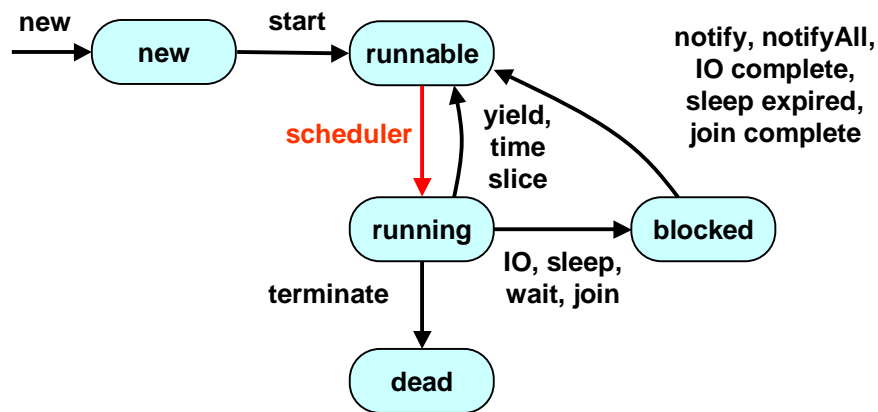 new
new
start
runnable
notify, notifyAll,
IO complete,
sleep expired,
join complete
scheduler
yield,
time
slice
running
IO, sleep,
wait, join
blocked
terminate
dead